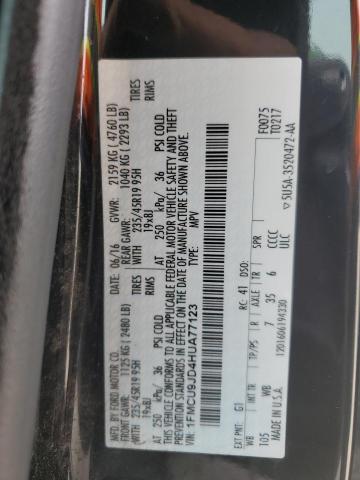 MFD. BY FORD MOTOR CO.
DATE: 06/16 GVWR: 2159 KG ( 4760 LB)
FRONT GAWR: 1125 KG ( 2480 LB) REAR GAWR: 1040 KG ( 2293 LB)
WITH 235/45R19 95H TIRES WITH 235/45R19 95H TIRES
19x8J RIMS 19x8J RIMS
AT 250 kPa/ 36 PSI COLD AT 250 kPa/ 36 PSI COLD
THIS VEHICLE CONFORMS TO ALL APPLICABLE FEDERAL MOTOR VEHICLE SAFETY AND THEFT
PREVENTION STANDARDS IN EFFECT ON THE DATE OF MANUFACTURE SHOWN ABOVE.
VIN: 1FMCU9JD4HUA77123 TYPE: MPV
F0075
T0217
EXT PNT: G1 RC: 41 DSO:
WB INT TR TP/PS R AXLE TR SPR
105 WB 7 35 6 CCCC
MADE IN U.S.A. ULC
1201606194330
5U5A-3520472-AA